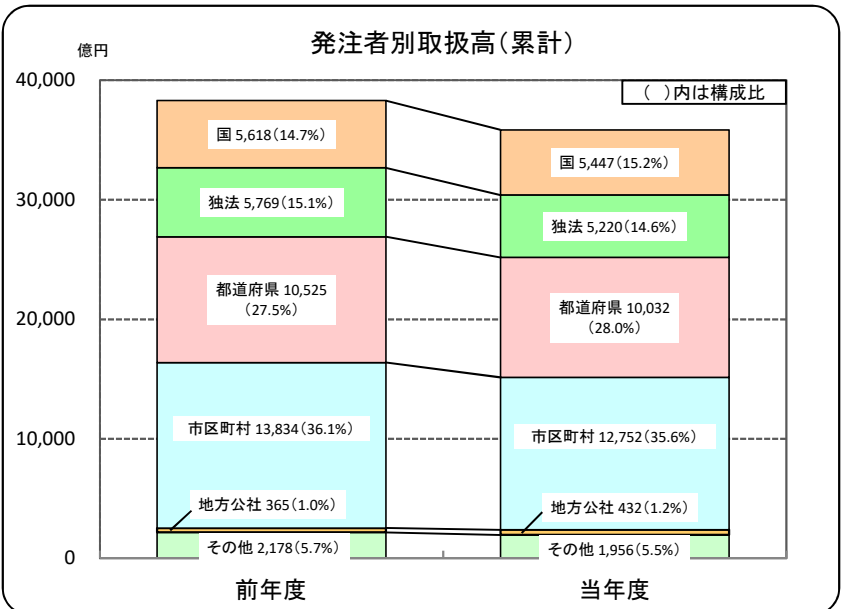 発注者別取扱高(累計)
億円
(　)内は構成比
40,000
30,000
20,000
10,000
0
国 5,618(14.7%)
独法 5,769(15.1%)
都道府県 10,525
(27.5%)
市区町村 13,834(36.1%)
地方公社 365(1.0%)
その他 2,178(5.7%)
国 5,447(15.2%)
独法 5,220(14.6%)
都道府県 10,032
(28.0%)
市区町村 12,752(35.6%)
地方公社 432(1.2%)
その他 1,956(5.5%)
前年度
当年度